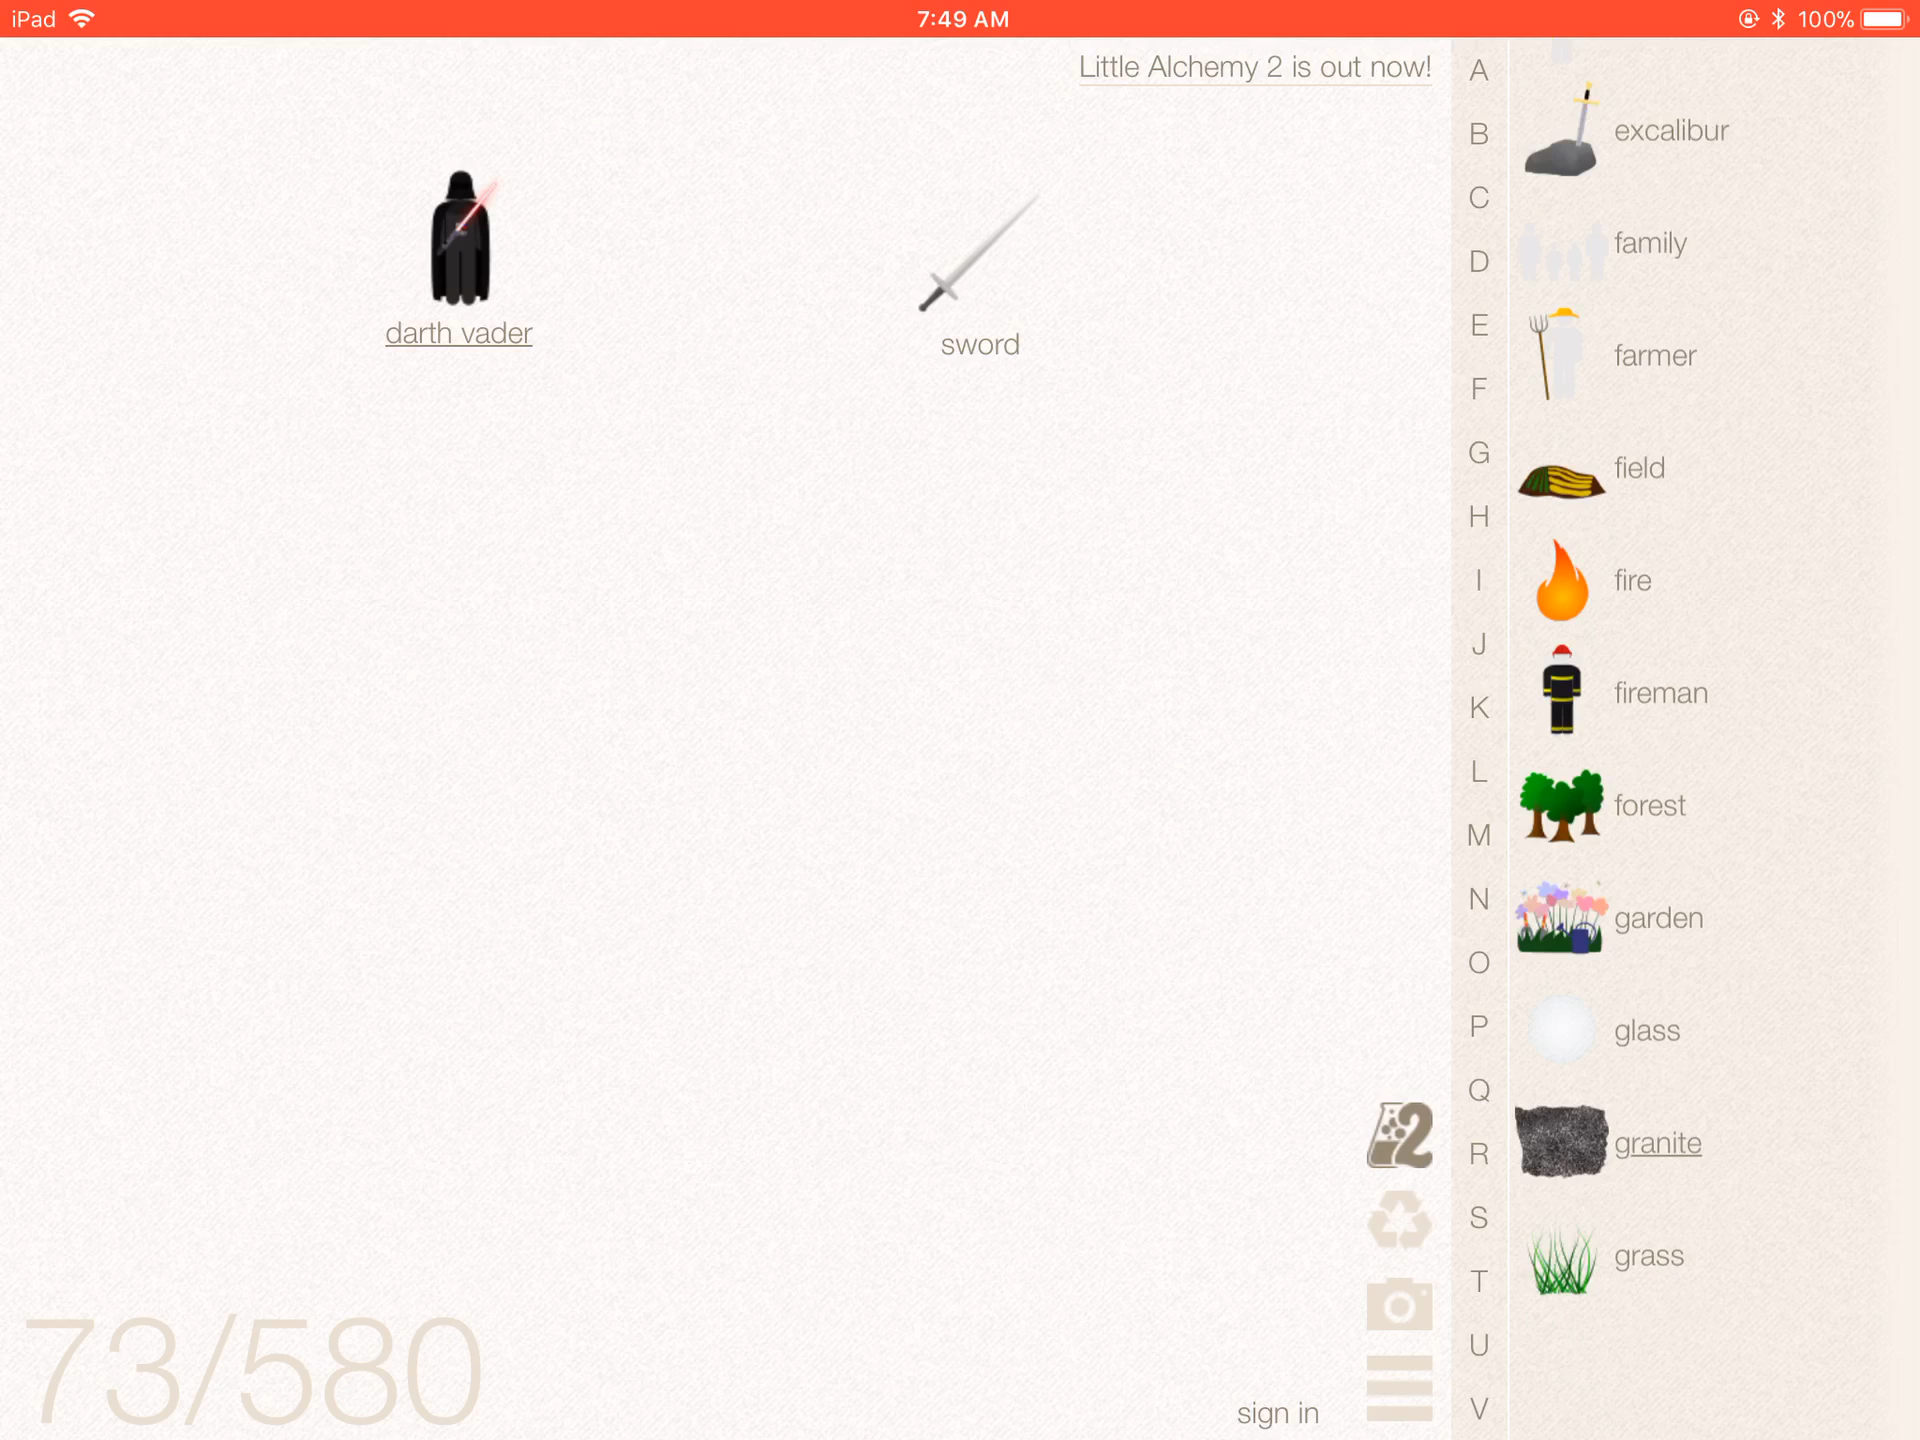 iPad
7:49 AM
100%
Little Alchemy 2 is out now!
darth vader
sword
73/580
sign in
2
A
B
C
D
E
F
G
H
I
J
K
L
M
N
O
P
Q
R
S
T
U
V
excalibur
family
farmer
field
fire
fireman
forest
garden
glass
granite
grass